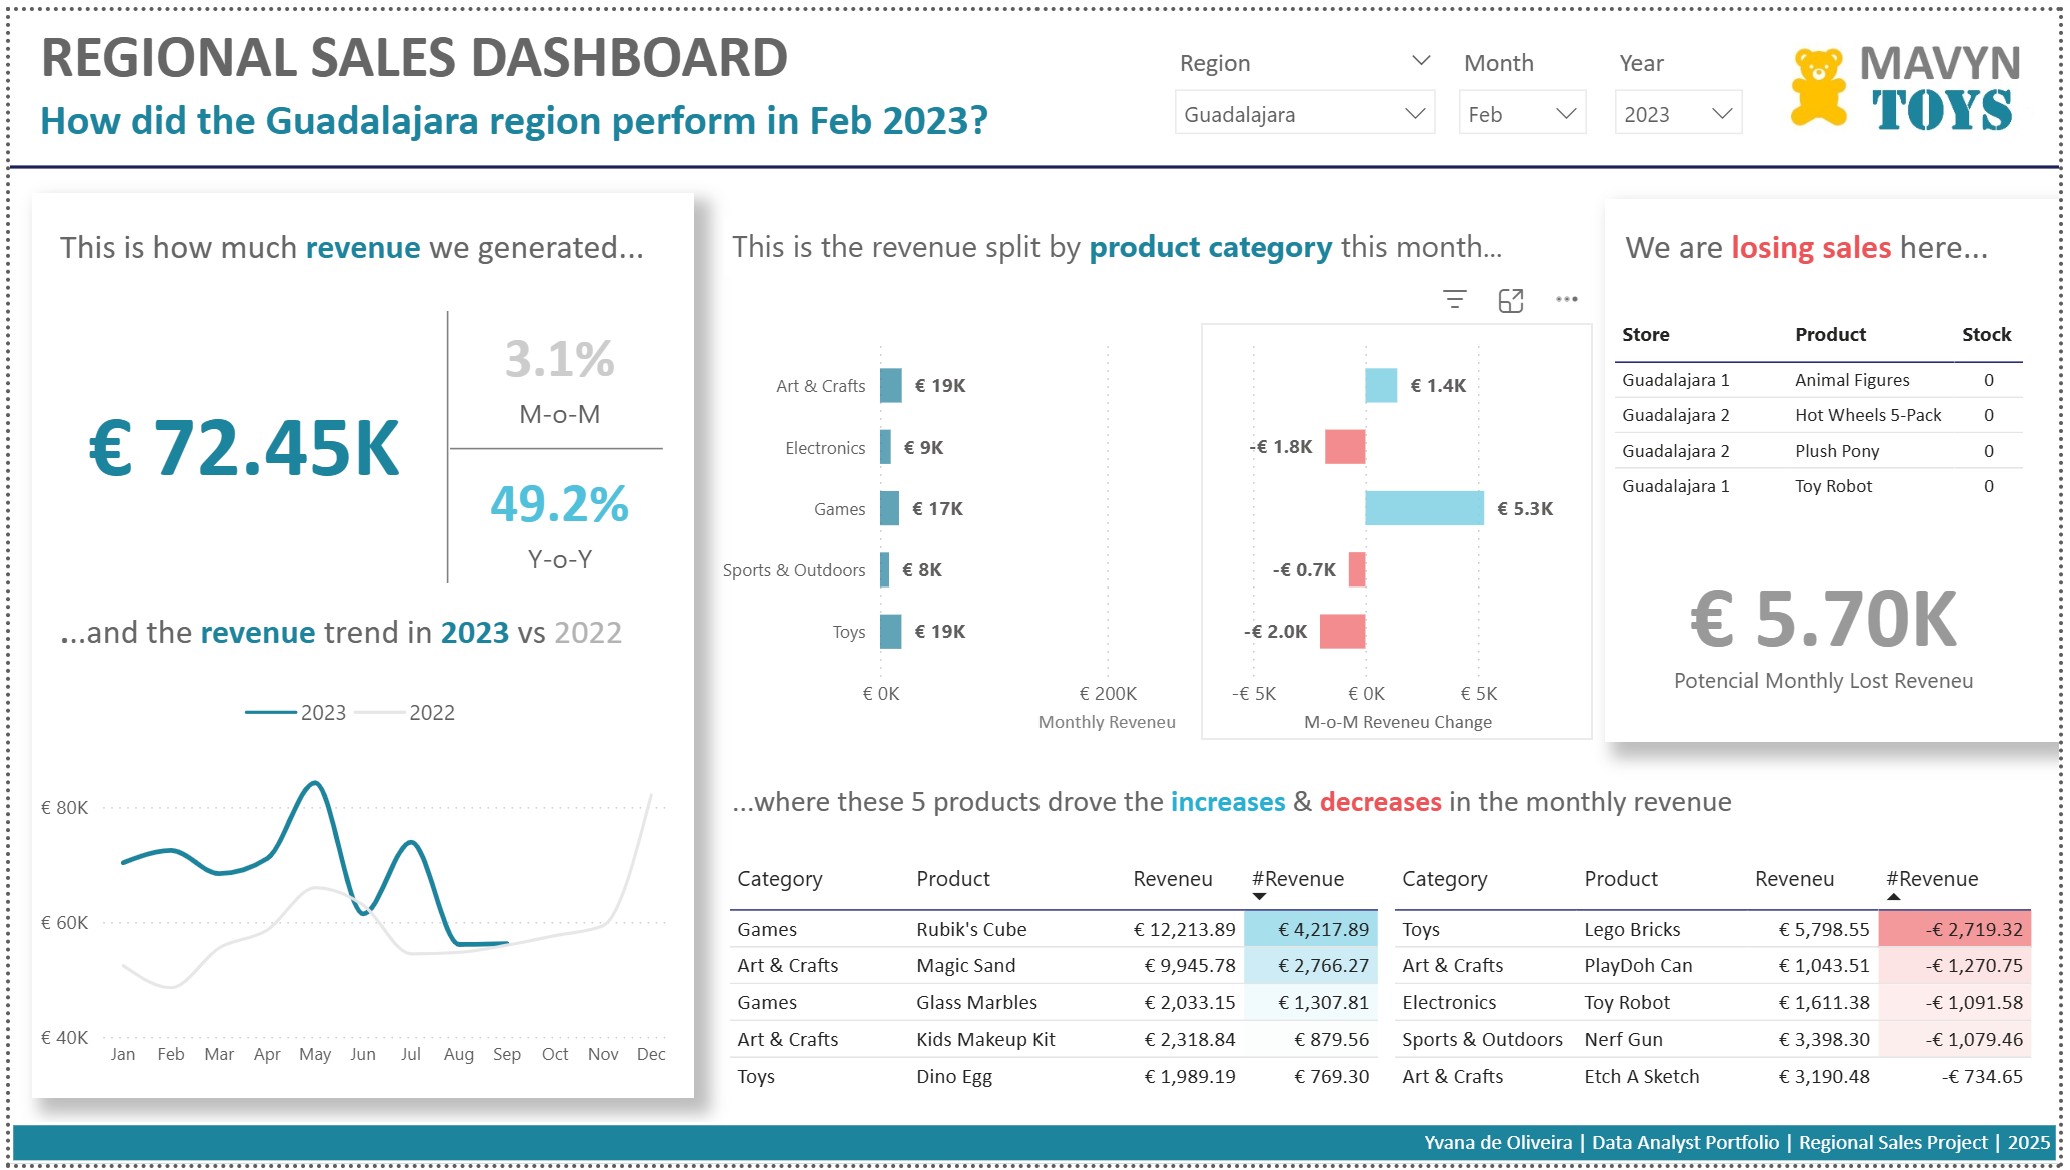 REGIONAL SALES DASHBOARD
How did the Guadalajara region perform in Feb 2023?
Region Month Year
Guadalajara Feb 2023
MAVYN
TOYS
This is how much revenue we generated...
€ 72.45K
3.1%
M-o-M
49.2%
Y-o-Y
...and the revenue trend in 2023 vs 2022
2023 2022
€ 80K
€ 60K
€ 40K
Jan Feb Mar Apr May Jun Jul Aug Sep Oct Nov Dec
This is the revenue split by product category this month...
Art & Crafts € 19K € 1.4K
Electronics € 9K -€ 1.8K
Games € 17K € 5.3K
Sports & Outdoors € 8K -€ 0.7K
Toys € 19K -€ 2.0K
€ 0K € 200K -€ 5K € 0K € 5K
Monthly Reveneu M-o-M Reveneu Change
We are losing sales here...
Store Product Stock
Guadalajara 1 Animal Figures 0
Guadalajara 2 Hot Wheels 5-Pack 0
Guadalajara 2 Plush Pony 0
Guadalajara 1 Toy Robot 0
€ 5.70K
Potencial Monthly Lost Reveneu
...where these 5 products drove the increases & decreases in the monthly revenue
Category Product Reveneu #Revenue
Games Rubik's Cube € 12,213.89 € 4,217.89
Art & Crafts Magic Sand € 9,945.78 € 2,766.27
Games Glass Marbles € 2,033.15 € 1,307.81
Art & Crafts Kids Makeup Kit € 2,318.84 € 879.56
Toys Dino Egg € 1,989.19 € 769.30
Category Product Reveneu #Revenue
Toys Lego Bricks € 5,798.55 -€ 2,719.32
Art & Crafts PlayDoh Can € 1,043.51 -€ 1,270.75
Electronics Toy Robot € 1,611.38 -€ 1,091.58
Sports & Outdoors Nerf Gun € 3,398.30 -€ 1,079.46
Art & Crafts Etch A Sketch € 3,190.48 -€ 734.65
Yvana de Oliveira | Data Analyst Portfolio | Regional Sales Project | 2025